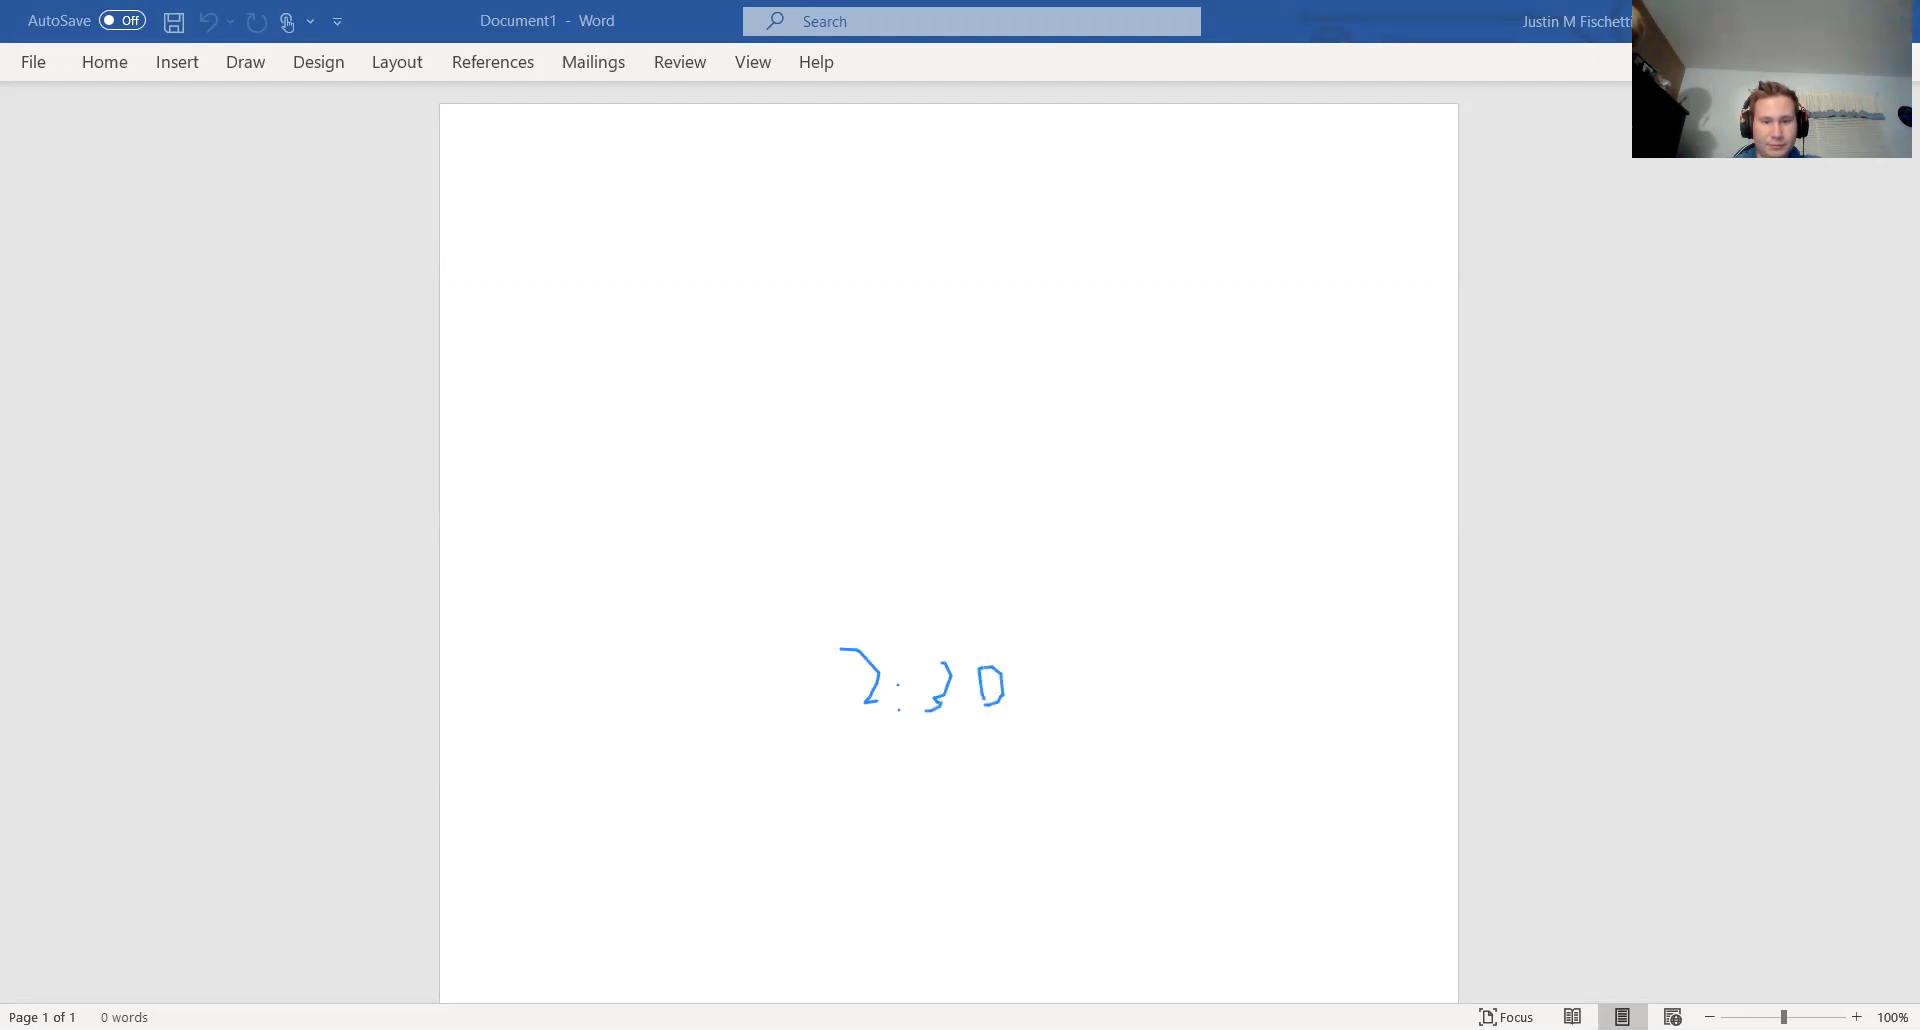 AutoSave Off Document1 - Word Search Justin M Fischetti
File Home Insert Draw Design Layout References Mailings Review View Help
2:30
Page 1 of 1 0 words Focus 100%